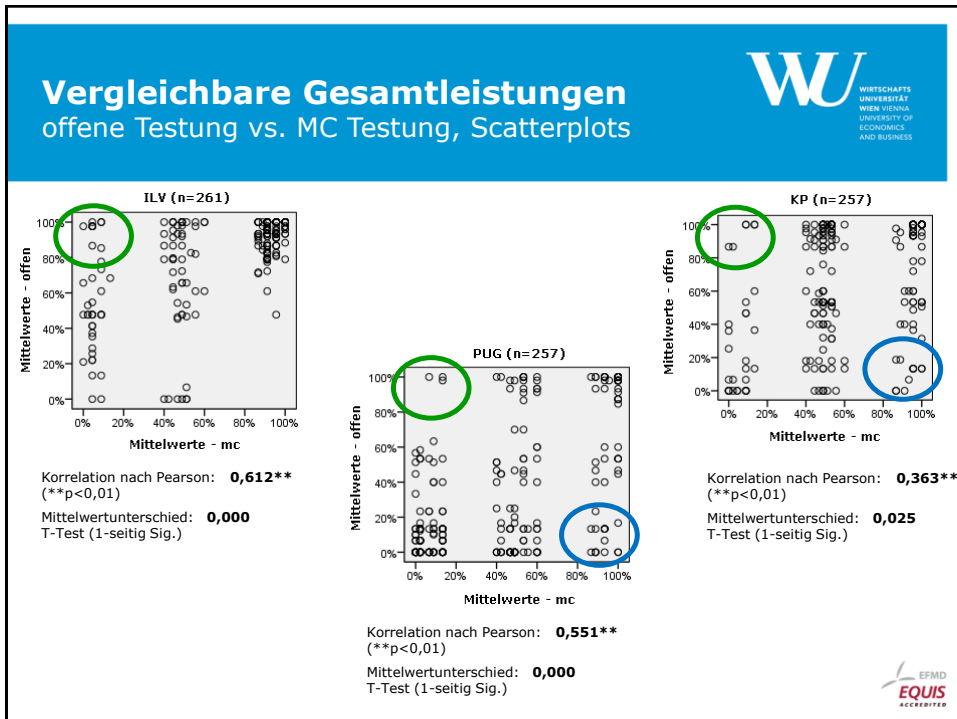 Vergleichbare Gesamtleistungen
offene Testung vs. MC Testung, Scatterplots
WU
WIRTSCHAFTS
UNIVERSITÄT
WIEN VIENNA
UNIVERSITY OF
ECONOMICS
AND BUSINESS
ILV (n=261)
Mittelwerte - offen
100%
80%
60%
40%
20%
0%
0% 20% 40% 60% 80% 100%
Mittelwerte - mc
Korrelation nach Pearson: 0,612**
(**p<0,01)
Mittelwertunterschied: 0,000
T-Test (1-seitig Sig.)
PUG (n=257)
Mittelwerte - offen
100%
80%
60%
40%
20%
0%
0% 20% 40% 60% 80% 100%
Mittelwerte - mc
Korrelation nach Pearson: 0,551**
(**p<0,01)
Mittelwertunterschied: 0,000
T-Test (1-seitig Sig.)
KP (n=257)
Mittelwerte - offen
100%
80%
60%
40%
20%
0%
0% 20% 40% 60% 80% 100%
Mittelwerte - mc
Korrelation nach Pearson: 0,363**
(**p<0,01)
Mittelwertunterschied: 0,025
T-Test (1-seitig Sig.)
EFMD
EQUIS
ACCREDITED